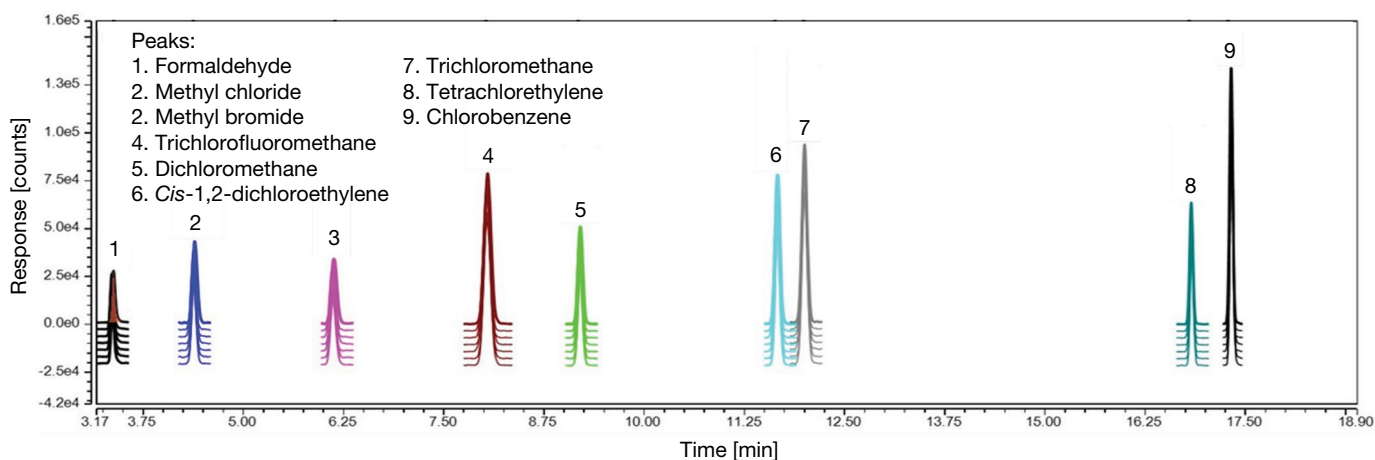 1.6e5
Peaks:
1. Formaldehyde
2. Methyl chloride
2. Methyl bromide
4. Trichlorofluoromethane
5. Dichloromethane
6. Cis-1,2-dichloroethylene
7. Trichloromethane
8. Tetrachlorethylene
9. Chlorobenzene
1.3e5
1.0e5
7.5e4
5.0e4
2.5e4
0.0e0
-2.5e4
-4.2e4
Response [counts]
1
2
3
4
5
6
7
8
9
3.17 3.75 5.00 6.25 7.50 8.75 10.00 11.25 12.50 13.75 15.00 16.25 17.50 18.90
Time [min]